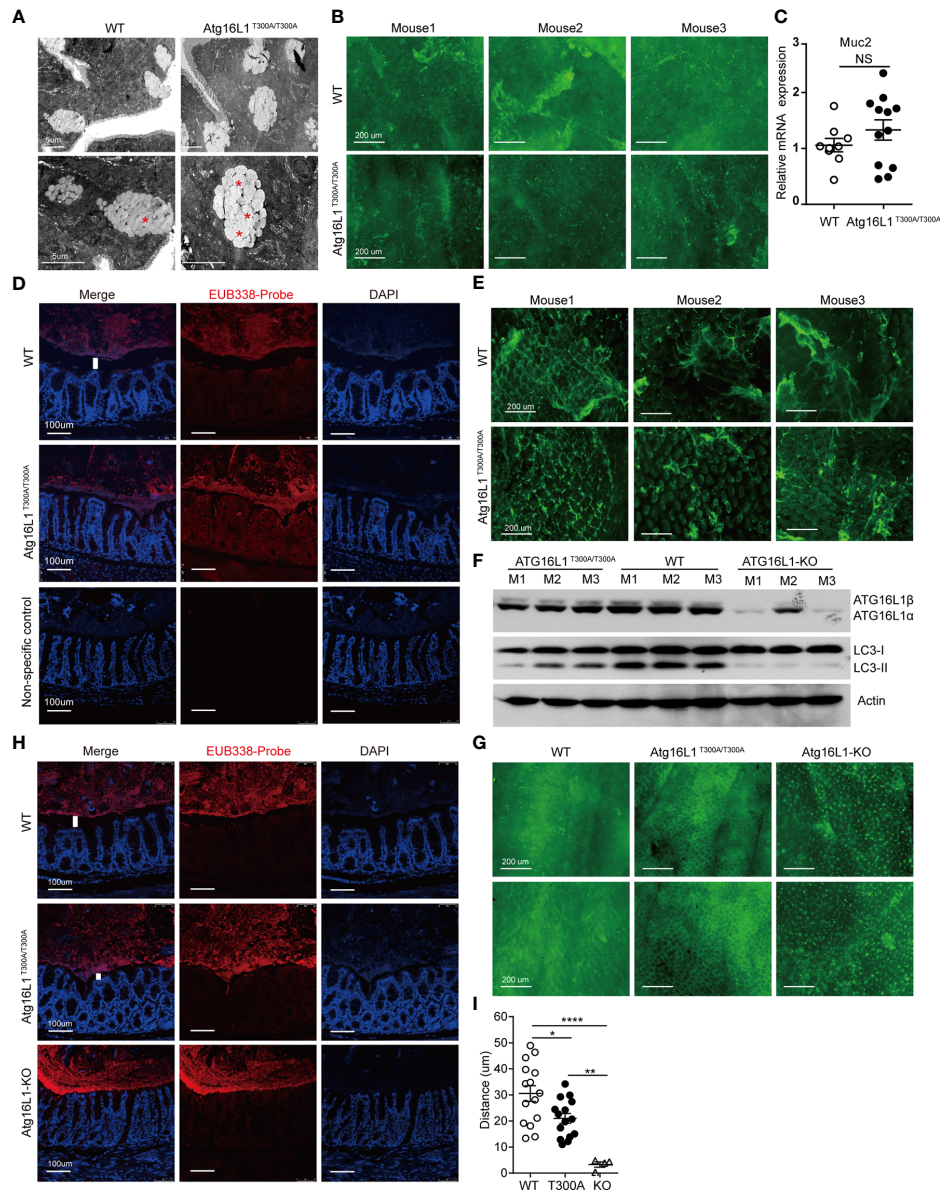 A
WT
Atg16L1 T300A/T300A
5um
5um
*
*
*
*
B
Mouse1
Mouse2
Mouse3
WT
200 um
Atg16L1 T300A/T300A
200 um
C
Muc2
NS
Relative mRNA expression
3
2
1
0
WT
Atg16L1 T300A/T300A
D
Merge
EUB338-Probe
DAPI
WT
100um
Atg16L1 T300A/T300A
100um
Non-specific control
100um
E
Mouse1
Mouse2
Mouse3
WT
200 um
Atg16L1 T300A/T300A
200 um
F
ATG16L1 T300A/T300A
WT
ATG16L1-KO
M1 M2 M3 M1 M2 M3 M1 M2 M3
ATG16L1β
ATG16L1α
LC3-I
LC3-II
Actin
H
Merge
EUB338-Probe
DAPI
WT
100um
Atg16L1 T300A/T300A
100um
Atg16L1-KO
100um
G
WT
Atg16L1 T300A/T300A
Atg16L1-KO
200 um
200 um
I
****
*
**
Distance (um)
60
50
40
30
20
10
0
WT T300A KO